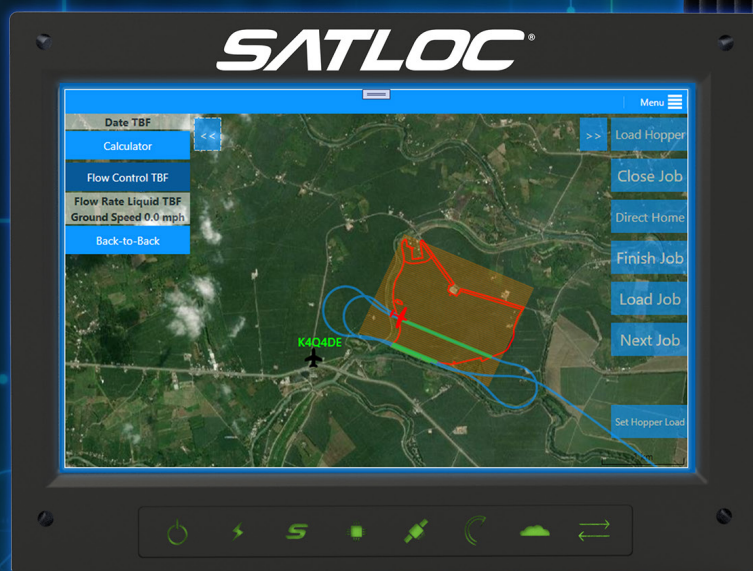 SATLOC®
Menu
Date TBF
<<
>>
Load Hopper
Calculator
Close Job
Flow Control TBF
Flow Rate Liquid TBF
Ground Speed 0.0 mph
Direct Home
Back-to-Back
Finish Job
Load Job
K4Q4DE
Next Job
Set Hopper Load